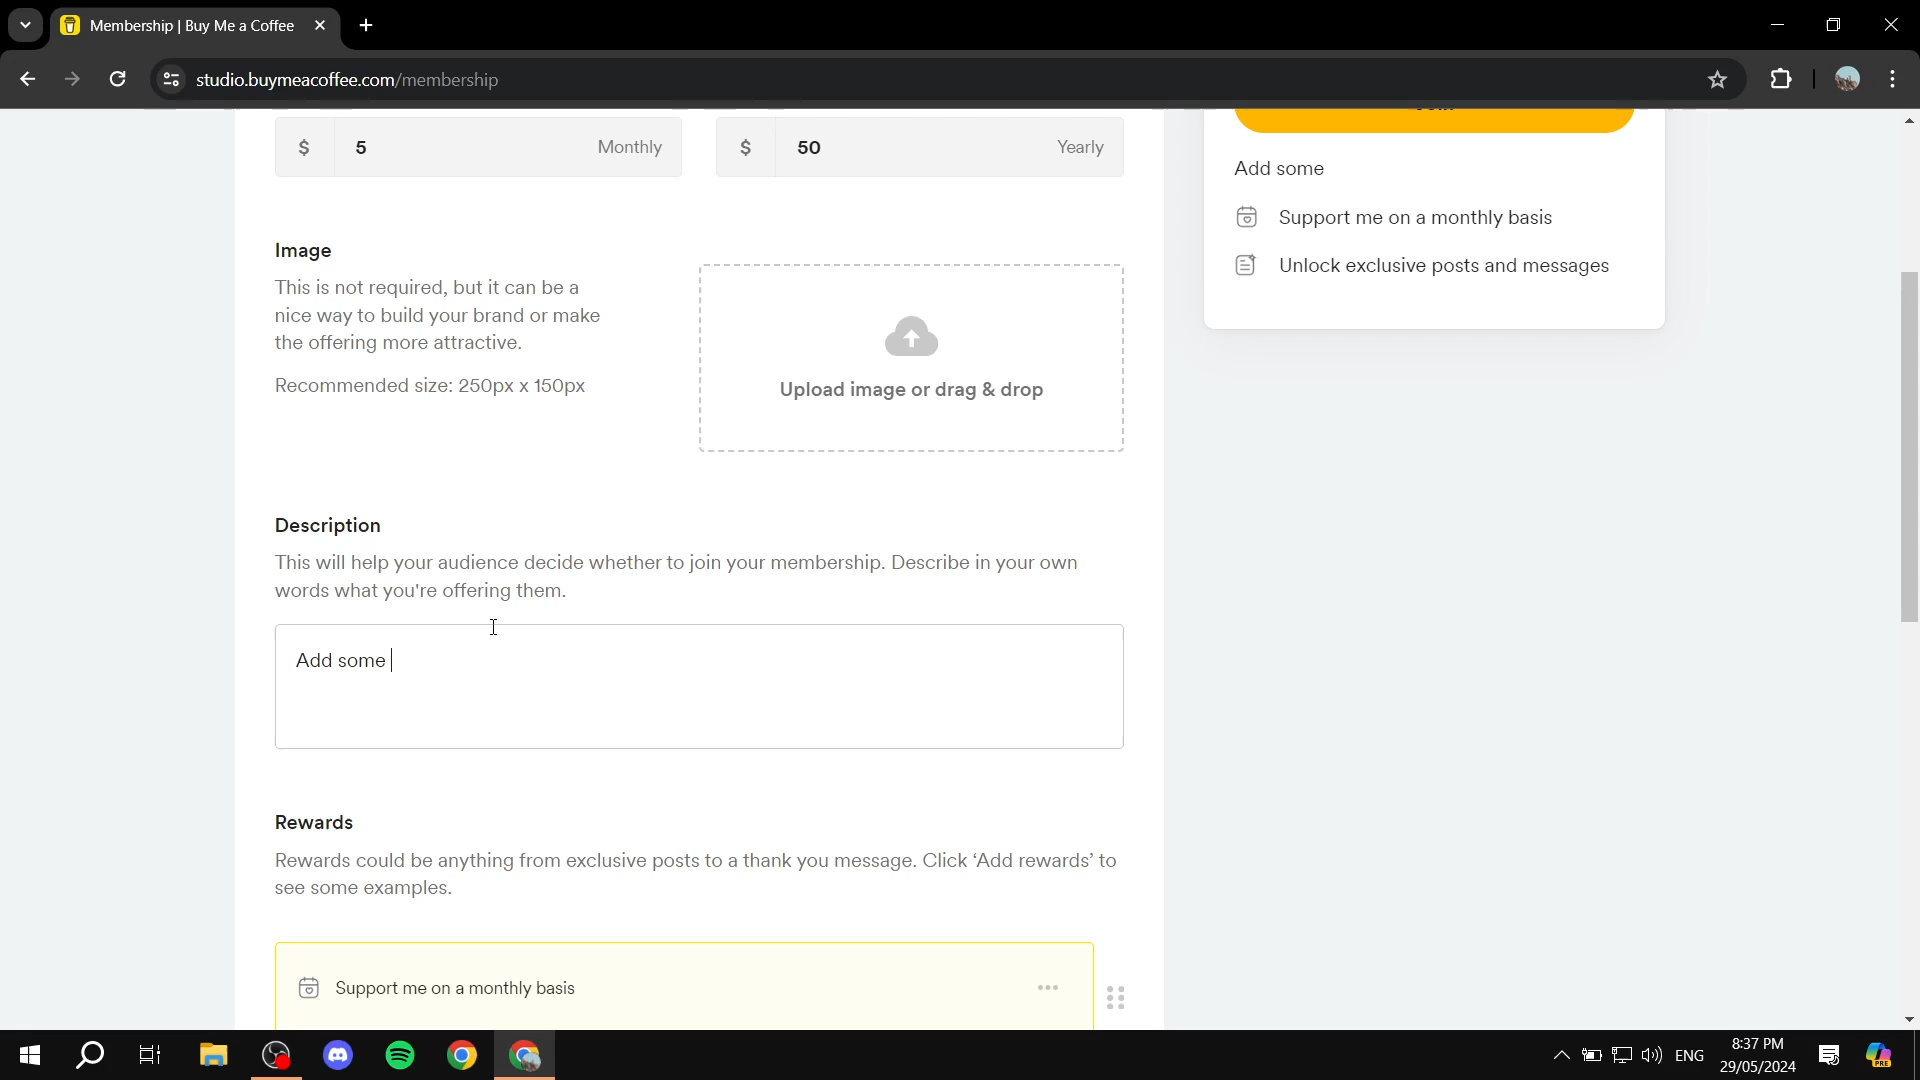 Membership | Buy Me a Coffee
studio.buymeacoffee.com/membership
$ 5 Monthly
$ 50 Yearly
Image
This is not required, but it can be a
nice way to build your brand or make
the offering more attractive.
Recommended size: 250px x 150px
Upload image or drag & drop
Description
This will help your audience decide whether to join your membership. Describe in your own
words what you're offering them.
Add some
Rewards
Rewards could be anything from exclusive posts to a thank you message. Click ‘Add rewards’ to
see some examples.
Support me on a monthly basis
Add some
Support me on a monthly basis
Unlock exclusive posts and messages
ENG
8:37 PM
29/05/2024
PRE